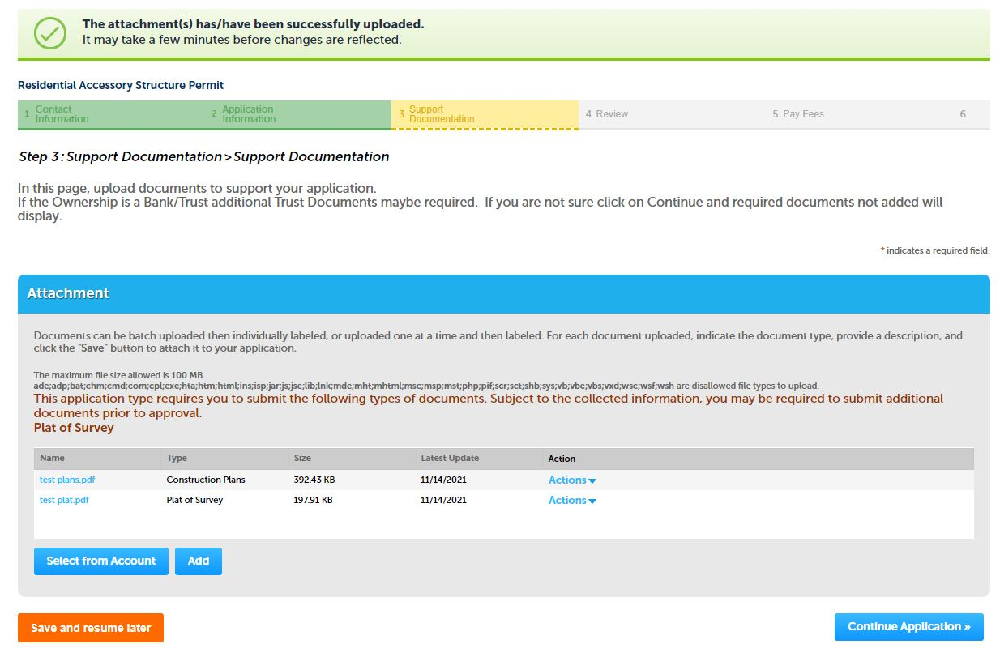 The attachment(s) has/have been successfully uploaded.
It may take a few minutes before changes are reflected.
Residential Accessory Structure Permit
1 Contact Information
2 Application Information
3 Support Documentation
4 Review
5 Pay Fees
6
Step 3: Support Documentation > Support Documentation
In this page, upload documents to support your application.
If the Ownership is a Bank/Trust additional Trust Documents maybe required.  If you are not sure click on Continue and required documents not added will
display.
* indicates a required field.
Attachment
Documents can be batch uploaded then individually labeled, or uploaded one at a time and then labeled. For each document uploaded, indicate the document type, provide a description, and
click the "Save" button to attach it to your application.
The maximum file size allowed is 100 MB.
ade;adp;bat;chm;cmd;com;cpl;exe;hta;htm;html;ins;isp;jar;js;jse;lib;lnk;mde;mht;mhtml;msc;msp;mst;php;pif;scr;sct;shb;sys;vb;vbe;vbs;vxd;wsc;wsf;wsh are disallowed file types to upload.
This application type requires you to submit the following types of documents. Subject to the collected information, you may be required to submit additional
documents prior to approval.
Plat of Survey
Name Type Size Latest Update Action
test plans.pdf Construction Plans 392.43 KB 11/14/2021 Actions
test plat.pdf Plat of Survey 197.91 KB 11/14/2021 Actions
Select from Account Add
Save and resume later Continue Application »